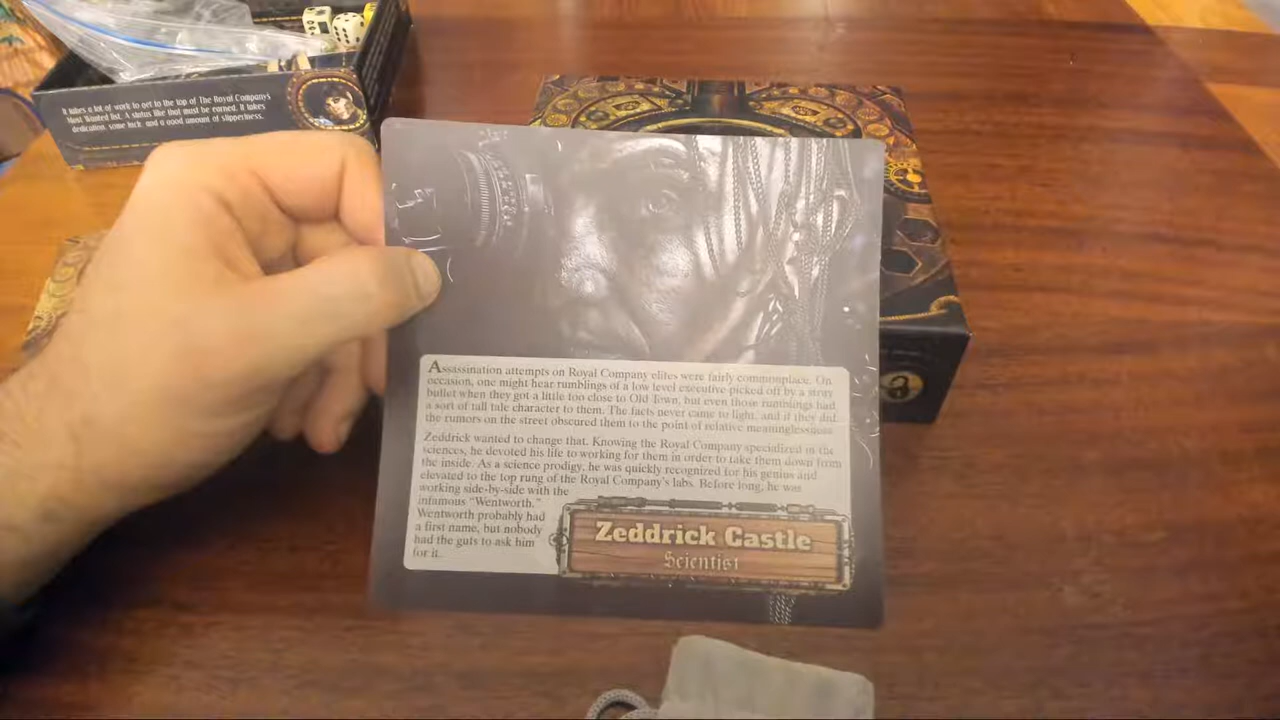 It takes a lot of work to get to the top of The Royal Company's
Most Wanted list. A status like that must be earned. It takes
dedication, some luck, and a good amount of slipperiness.
Assassination attempts on Royal Company elites were fairly commonplace. On
occasion, one might hear rumblings of a low level executive picked off by a stray
bullet when they got a little too close to Old Town, but even those rumblings had
a sort of tall tale character to them. The facts never came to light, and if they did,
the rumors on the street obscured them to the point of relative meaninglessness.
Zeddrick wanted to change that. Knowing the Royal Company specialized in the
sciences, he devoted his life to working for them in order to take them down from
the inside. As a science prodigy, he was quickly recognized for his genius and
elevated to the top rung of the Royal Company's labs. Before long, he was
working side-by-side with the
infamous "Wentworth."
Wentworth probably had
a first name, but nobody
had the guts to ask him
for it.
Zeddrick Castle
Scientist